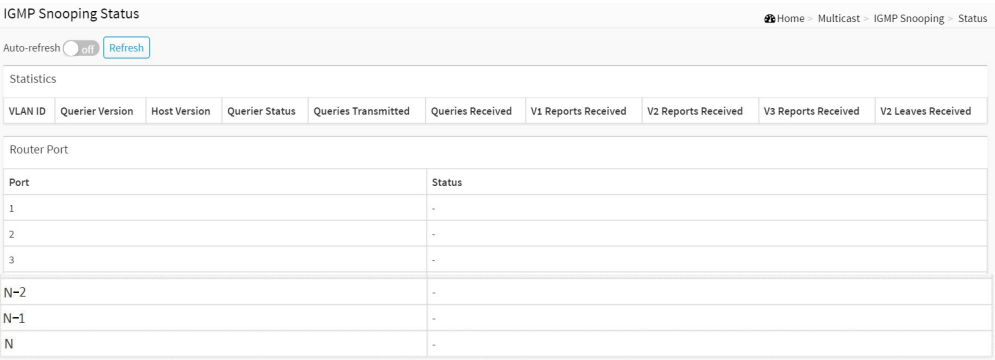 IGMP Snooping Status
Home > Multicast > IGMP Snooping > Status
Auto-refresh off Refresh
Statistics
VLAN ID Querier Version Host Version Querier Status Queries Transmitted Queries Received V1 Reports Received V2 Reports Received V3 Reports Received V2 Leaves Received
Router Port
Port Status
1 -
2 -
3 -
N-2 -
N-1 -
N -